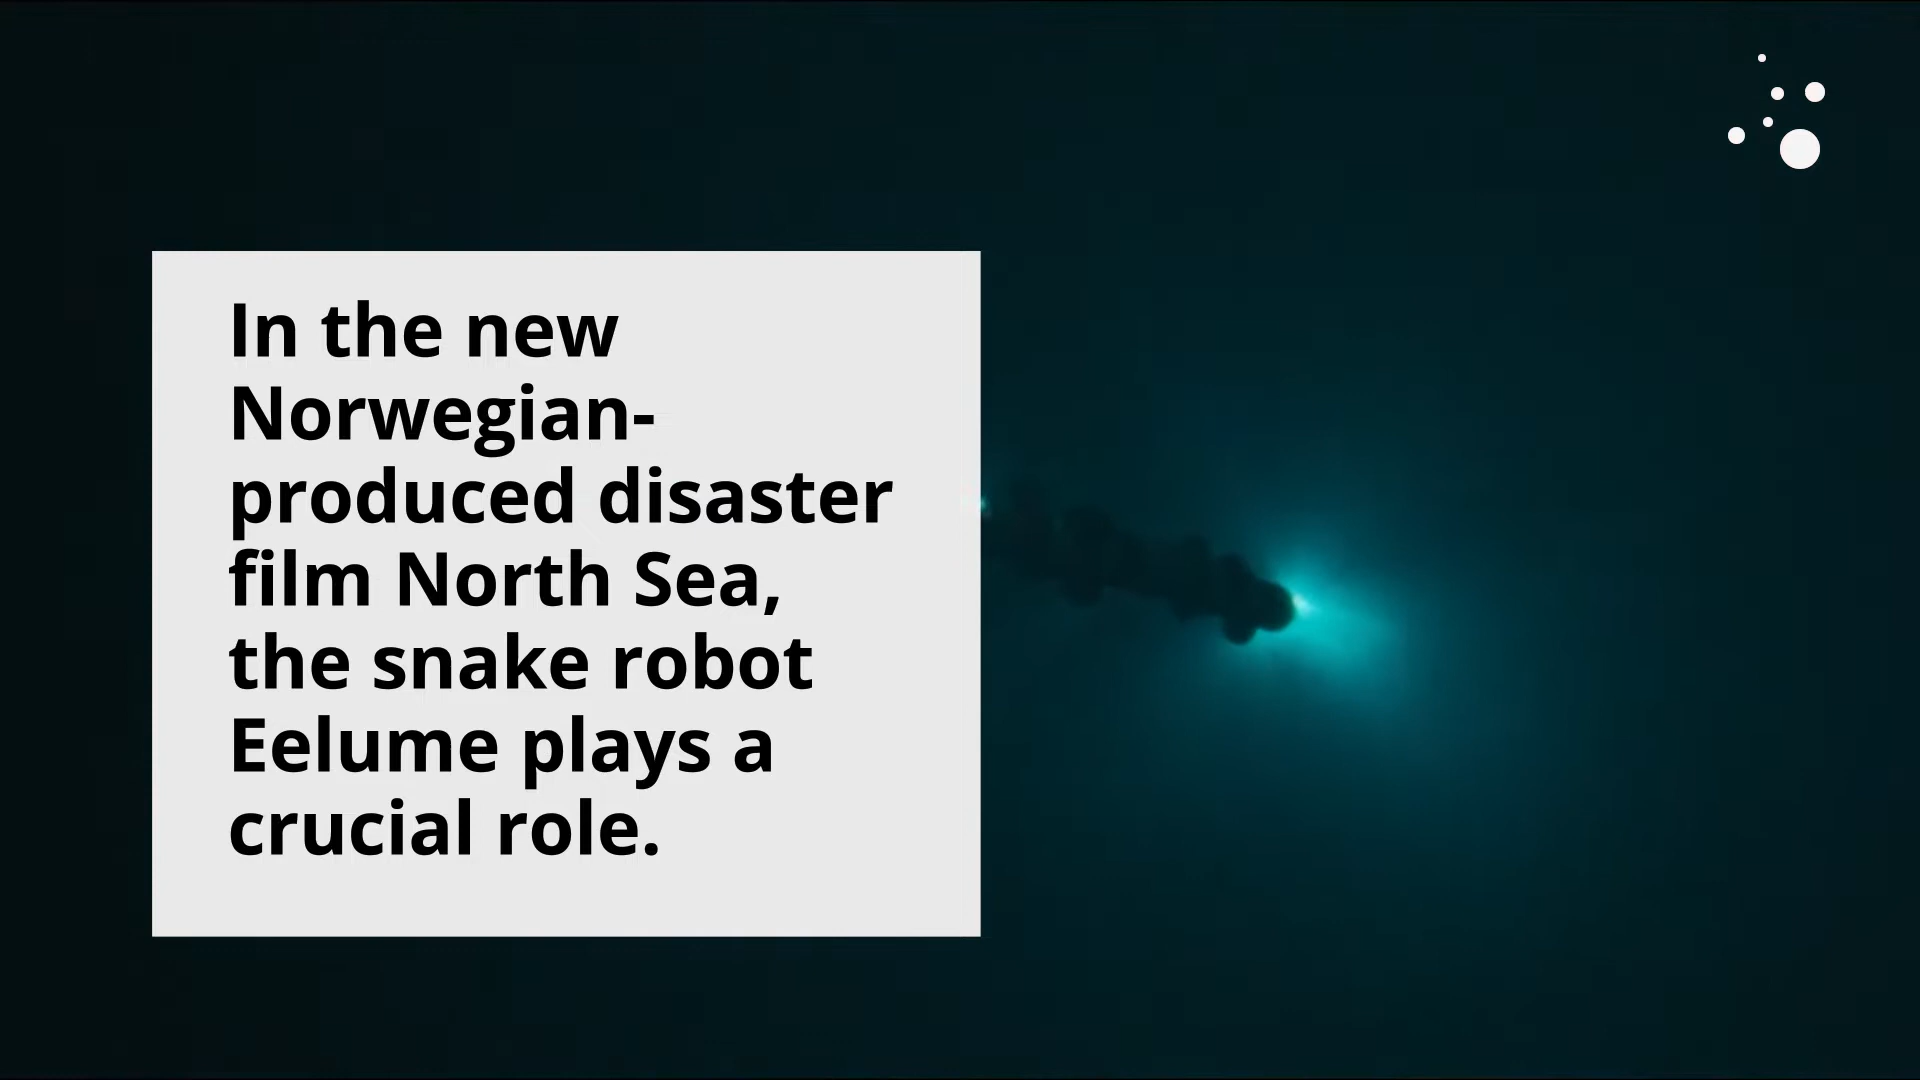 In the new
Norwegian-
produced disaster
film North Sea,
the snake robot
Eelume plays a
crucial role.